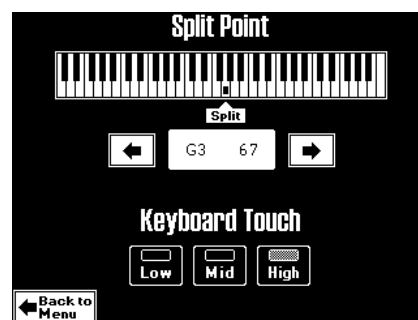 Split Point
Split
G3 67
Keyboard Touch
Low Mid High
Back to
Menu